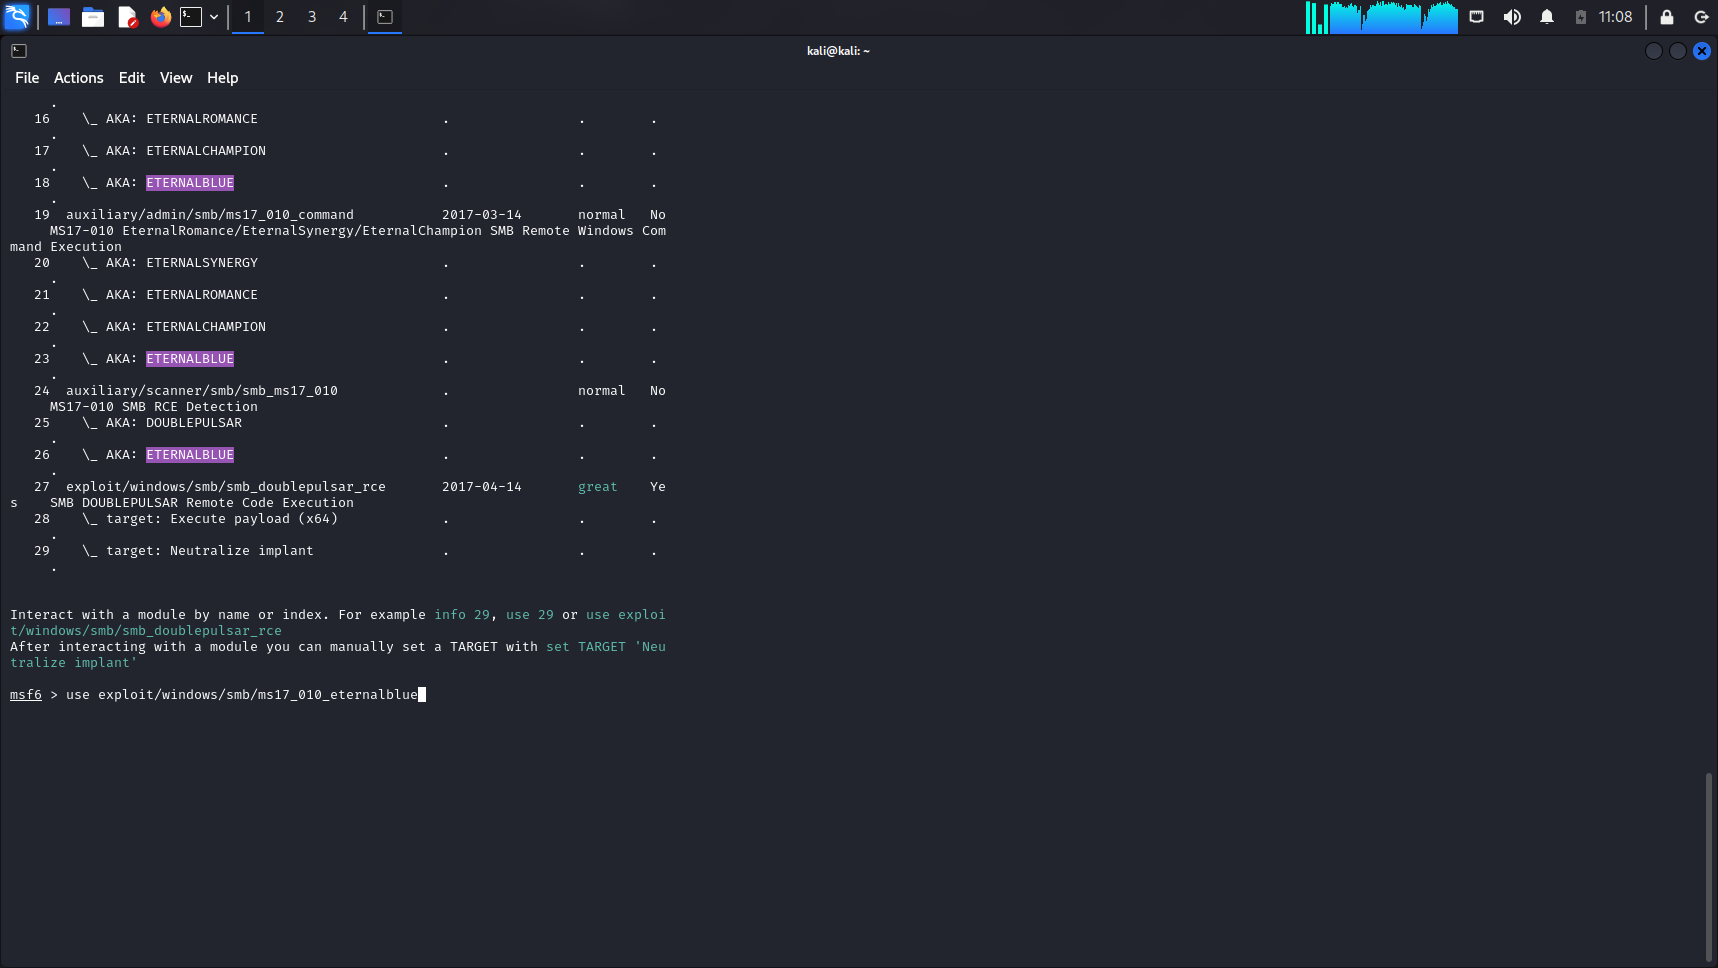 1 2 3 4 11:08
kali@kali: ~
File Actions Edit View Help
.
16 \_ AKA: ETERNALROMANCE . . .
.
17 \_ AKA: ETERNALCHAMPION . . .
.
18 \_ AKA: ETERNALBLUE . . .
.
19 auxiliary/admin/smb/ms17_010_command 2017-03-14 normal No
MS17-010 EternalRomance/EternalSynergy/EternalChampion SMB Remote Windows Com
mand Execution
20 \_ AKA: ETERNALSYNERGY . . .
.
21 \_ AKA: ETERNALROMANCE . . .
.
22 \_ AKA: ETERNALCHAMPION . . .
.
23 \_ AKA: ETERNALBLUE . . .
.
24 auxiliary/scanner/smb/smb_ms17_010 . normal No
MS17-010 SMB RCE Detection
25 \_ AKA: DOUBLEPULSAR . . .
.
26 \_ AKA: ETERNALBLUE . . .
.
27 exploit/windows/smb/smb_doublepulsar_rce 2017-04-14 great Ye
s SMB DOUBLEPULSAR Remote Code Execution
28 \_ target: Execute payload (x64) . . .
.
29 \_ target: Neutralize implant . . .
.
Interact with a module by name or index. For example info 29, use 29 or use exploi
t/windows/smb/smb_doublepulsar_rce
After interacting with a module you can manually set a TARGET with set TARGET 'Neu
tralize implant'
msf6 > use exploit/windows/smb/ms17_010_eternalblue